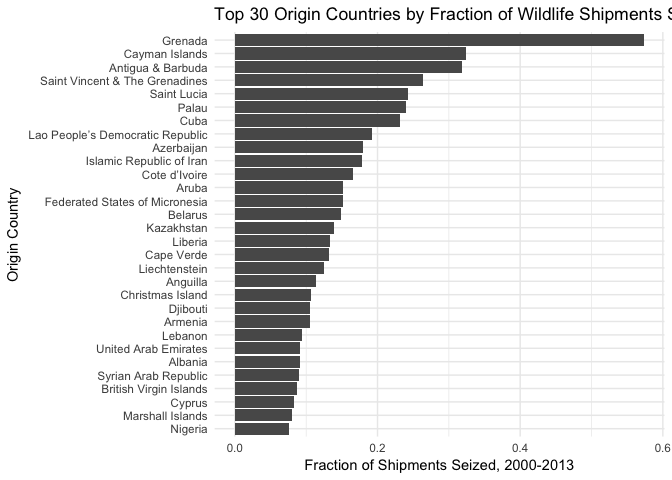 Top 30 Origin Countries by Fraction of Wildlife Shipments S
Grenada
Cayman Islands
Antigua & Barbuda
Saint Vincent & The Grenadines
Saint Lucia
Palau
Cuba
Lao People's Democratic Republic
Azerbaijan
Islamic Republic of Iran
Cote d'Ivoire
Aruba
Federated States of Micronesia
Belarus
Kazakhstan
Liberia
Cape Verde
Liechtenstein
Anguilla
Christmas Island
Djibouti
Armenia
Lebanon
United Arab Emirates
Albania
Syrian Arab Republic
British Virgin Islands
Cyprus
Marshall Islands
Nigeria
Origin Country
0.0 0.2 0.4 0.6
Fraction of Shipments Seized, 2000-2013